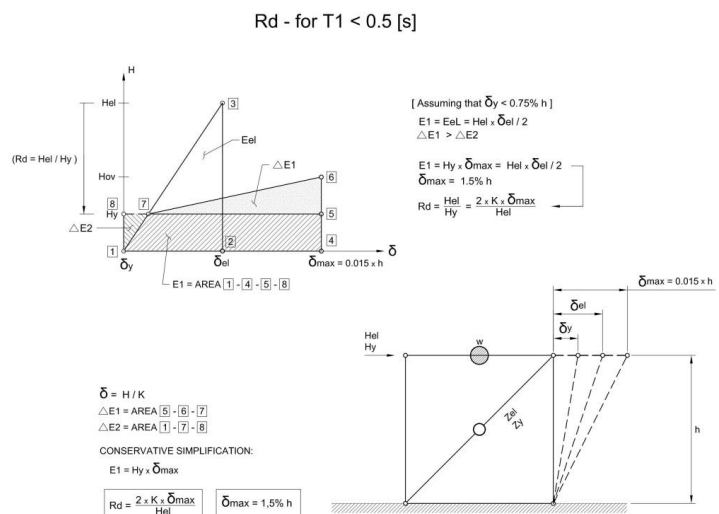 Rd - for T1 < 0.5 [s]
H
Hel
3
Eel
(Rd = Hel / Hy )
△E1
Hov
6
8
7
Hy
5
△E2
1
2
4
δ
δy
δel
δmax = 0.015 x h
E1 = AREA 1 - 4 - 5 - 8
[ Assuming that δy < 0.75% h ]
E1 = EeL = Hel x δel / 2
△E1 > △E2
E1 = Hy x δmax = Hel x δel / 2
δmax = 1.5% h
Rd = Hel / Hy = 2 x K x δmax / Hel
δmax = 0.015 x h
δel
δy
Hel
Hy
w
Zel
Zy
h
δ = H / K
△E1 = AREA 5 - 6 - 7
△E2 = AREA 1 - 7 - 8
CONSERVATIVE SIMPLIFICATION:
E1 = Hy x δmax
Rd = 2 x K x δmax / Hel
δmax = 1,5% h